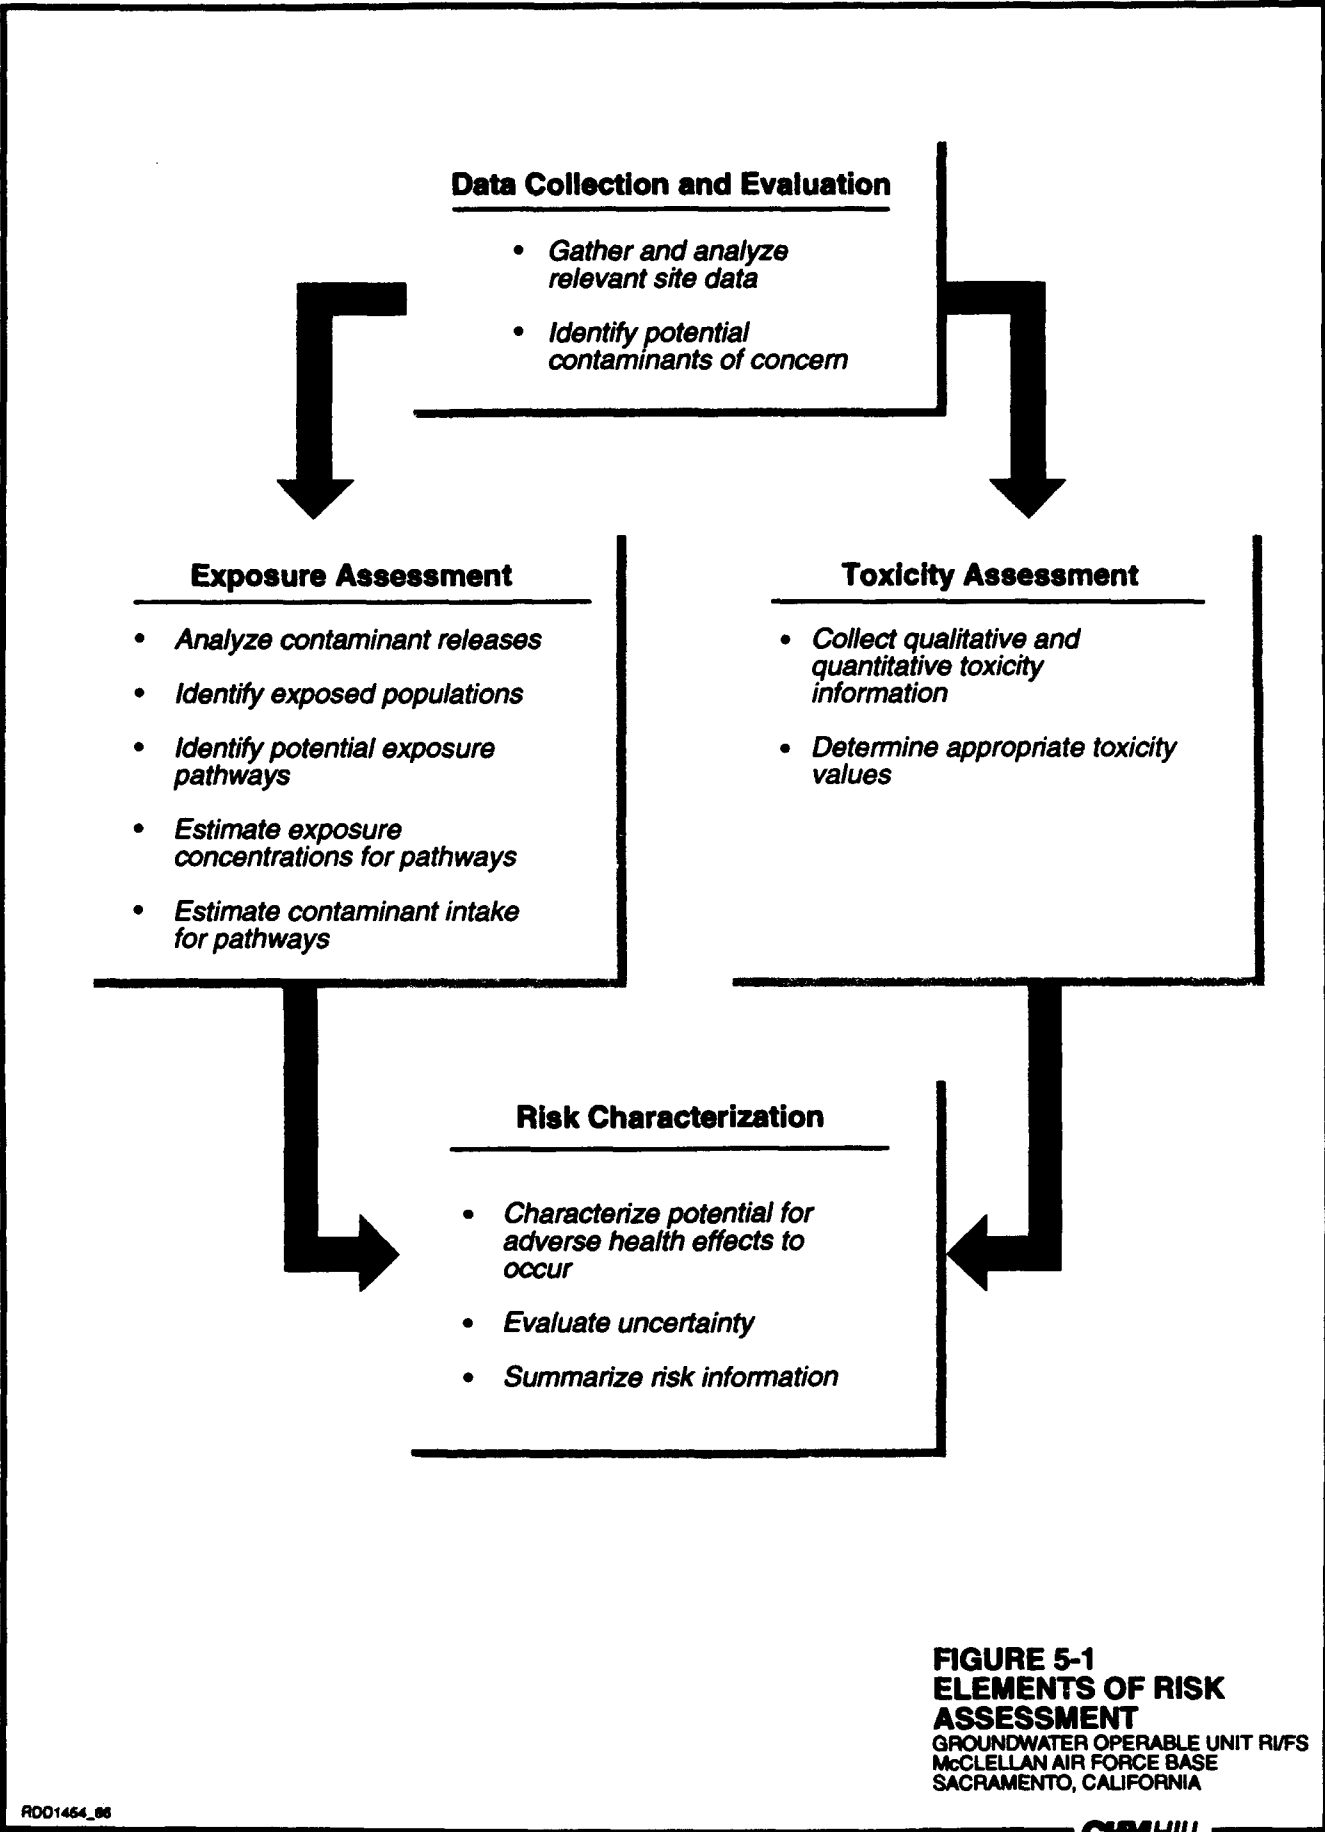 Data Collection and Evaluation
• Gather and analyze
relevant site data
• Identify potential
contaminants of concern
Exposure Assessment
• Analyze contaminant releases
• Identify exposed populations
• Identify potential exposure
pathways
• Estimate exposure
concentrations for pathways
• Estimate contaminant intake
for pathways
Toxicity Assessment
• Collect qualitative and
quantitative toxicity
information
• Determine appropriate toxicity
values
Risk Characterization
• Characterize potential for
adverse health effects to
occur
• Evaluate uncertainty
• Summarize risk information
FIGURE 5-1
ELEMENTS OF RISK
ASSESSMENT
GROUNDWATER OPERABLE UNIT RI/FS
McCLELLAN AIR FORCE BASE
SACRAMENTO, CALIFORNIA